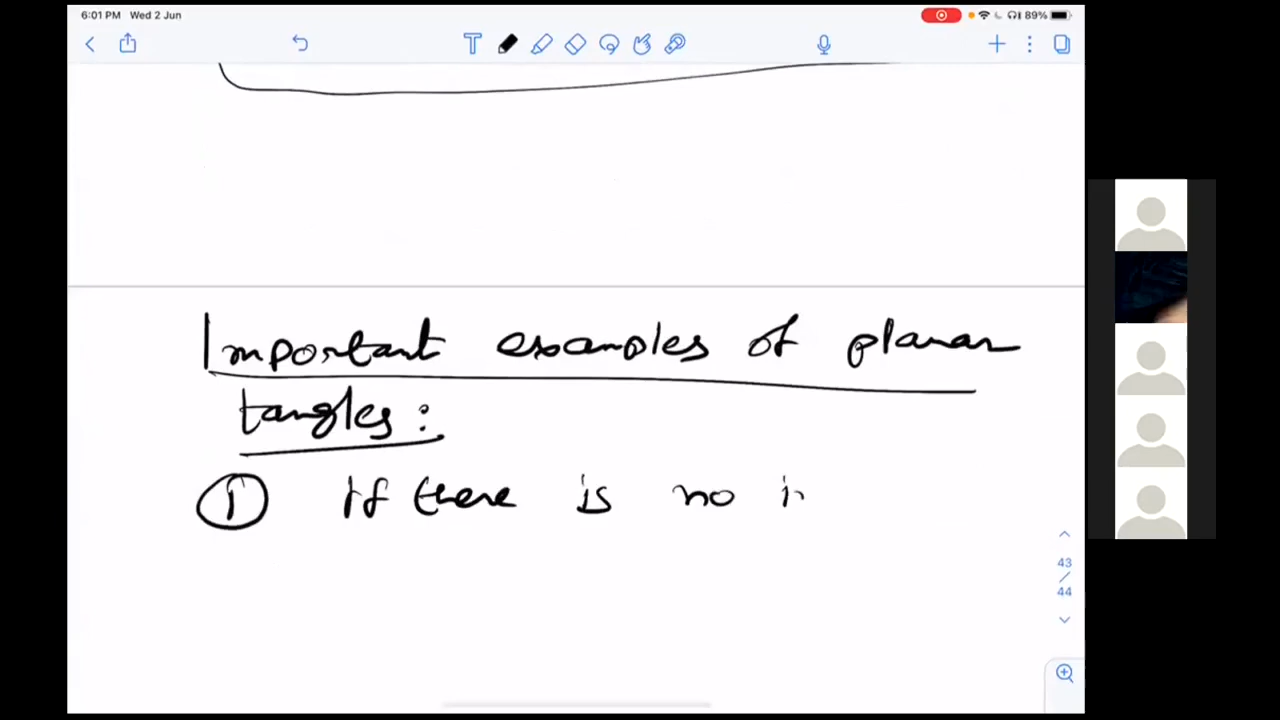 6:01 PM Wed 2 Jun
89%
T
Important examples of planar
tangles:
① If there is no
43
/
44